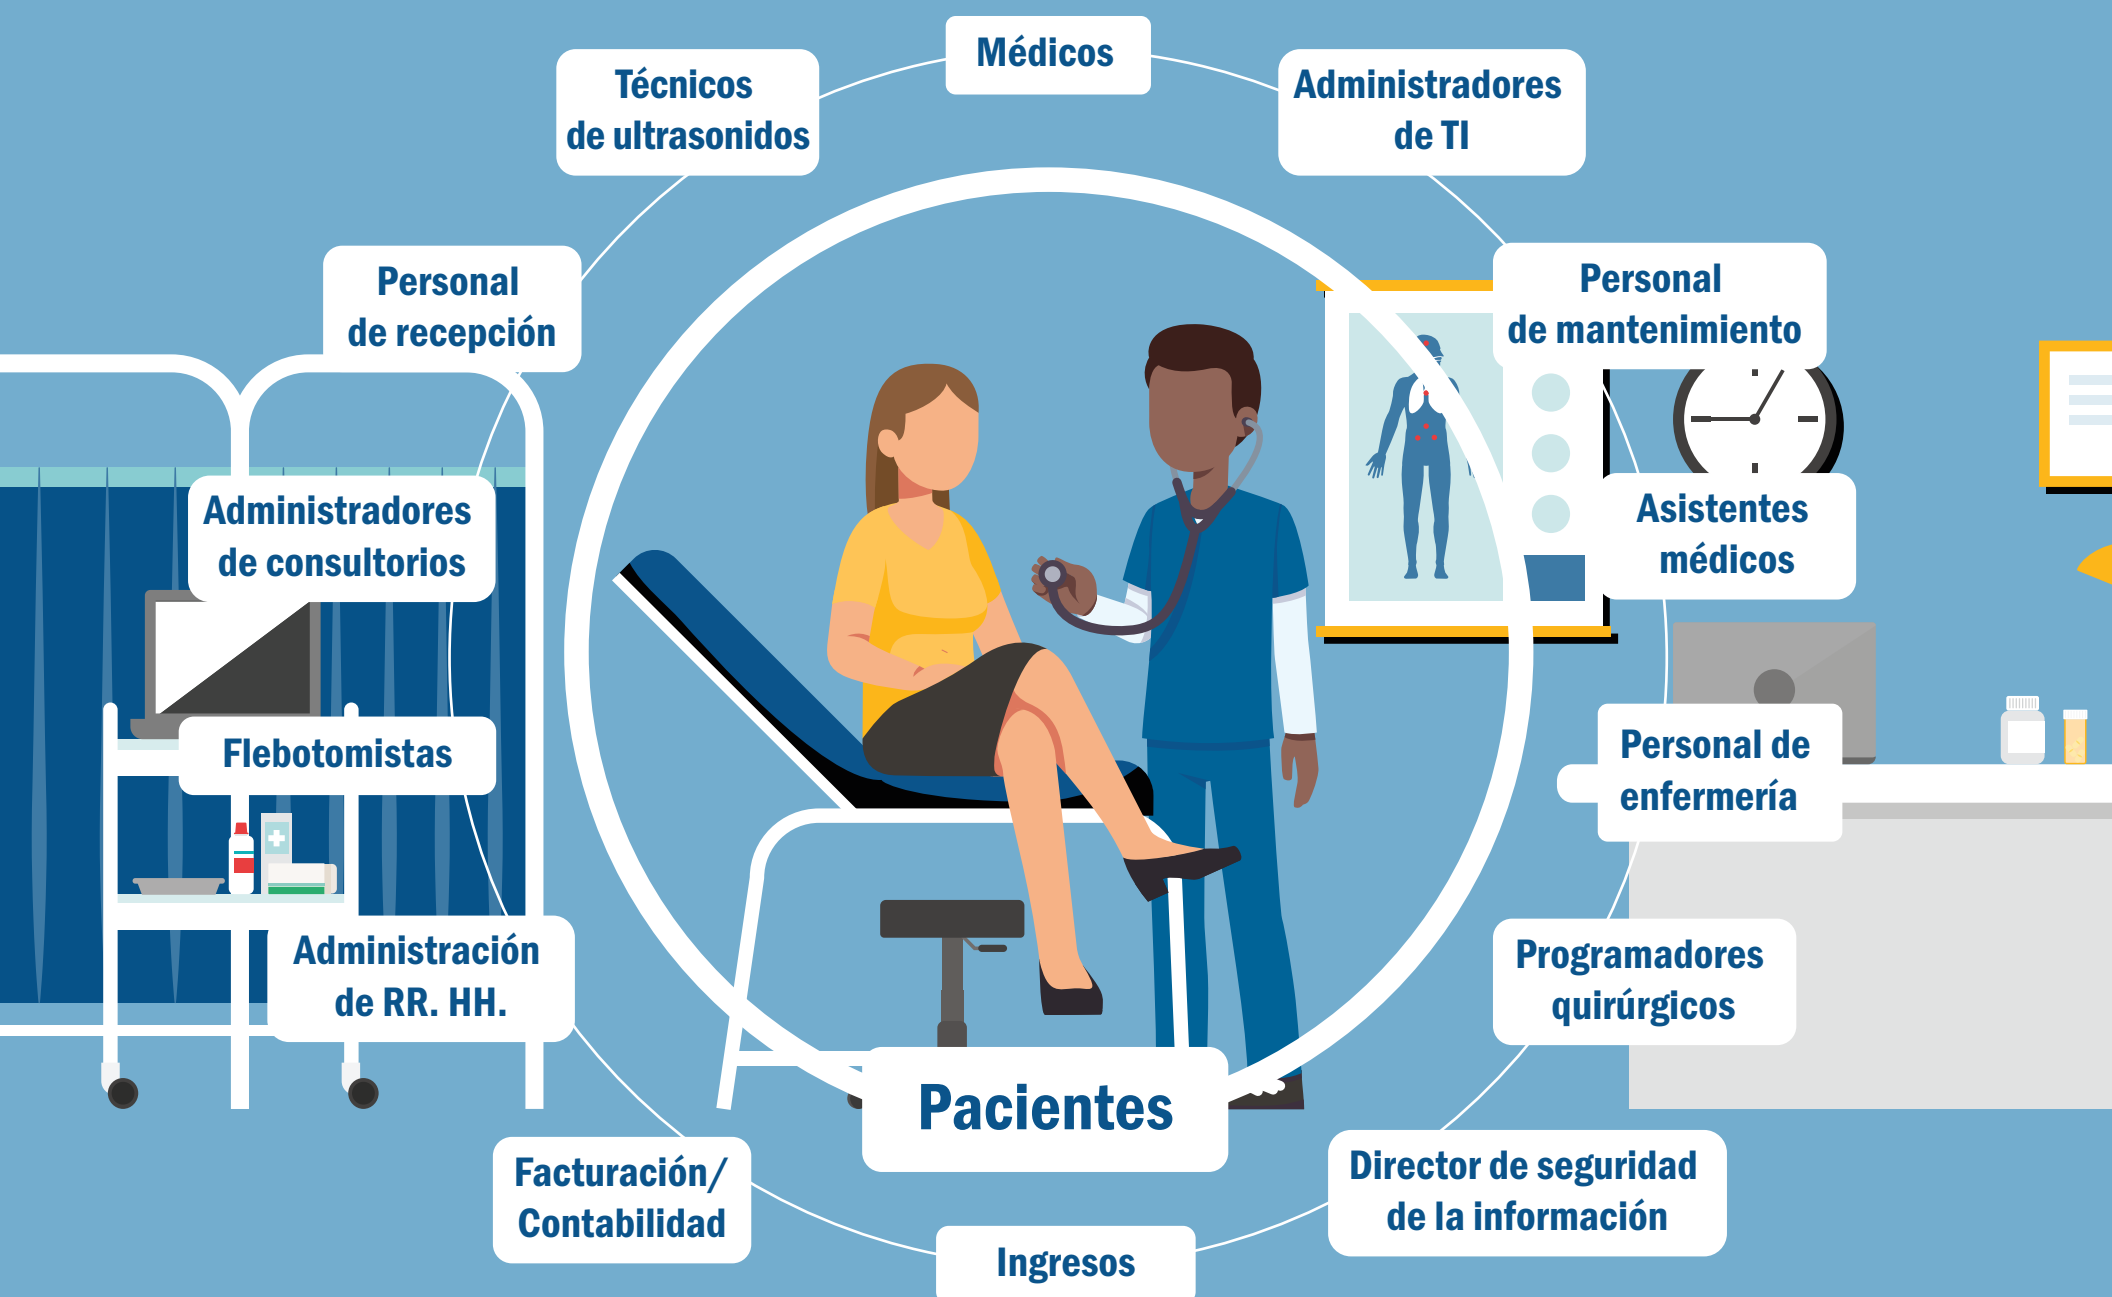 Médicos
Técnicos
de ultrasonidos
Administradores
de TI
Personal
de recepción
Personal
de mantenimiento
Administradores
de consultorios
Asistentes
médicos
Flebotomistas
Personal de
enfermería
Administración
de RR. HH.
Programadores
quirúrgicos
Pacientes
Facturación/
Contabilidad
Director de seguridad
de la información
Ingresos